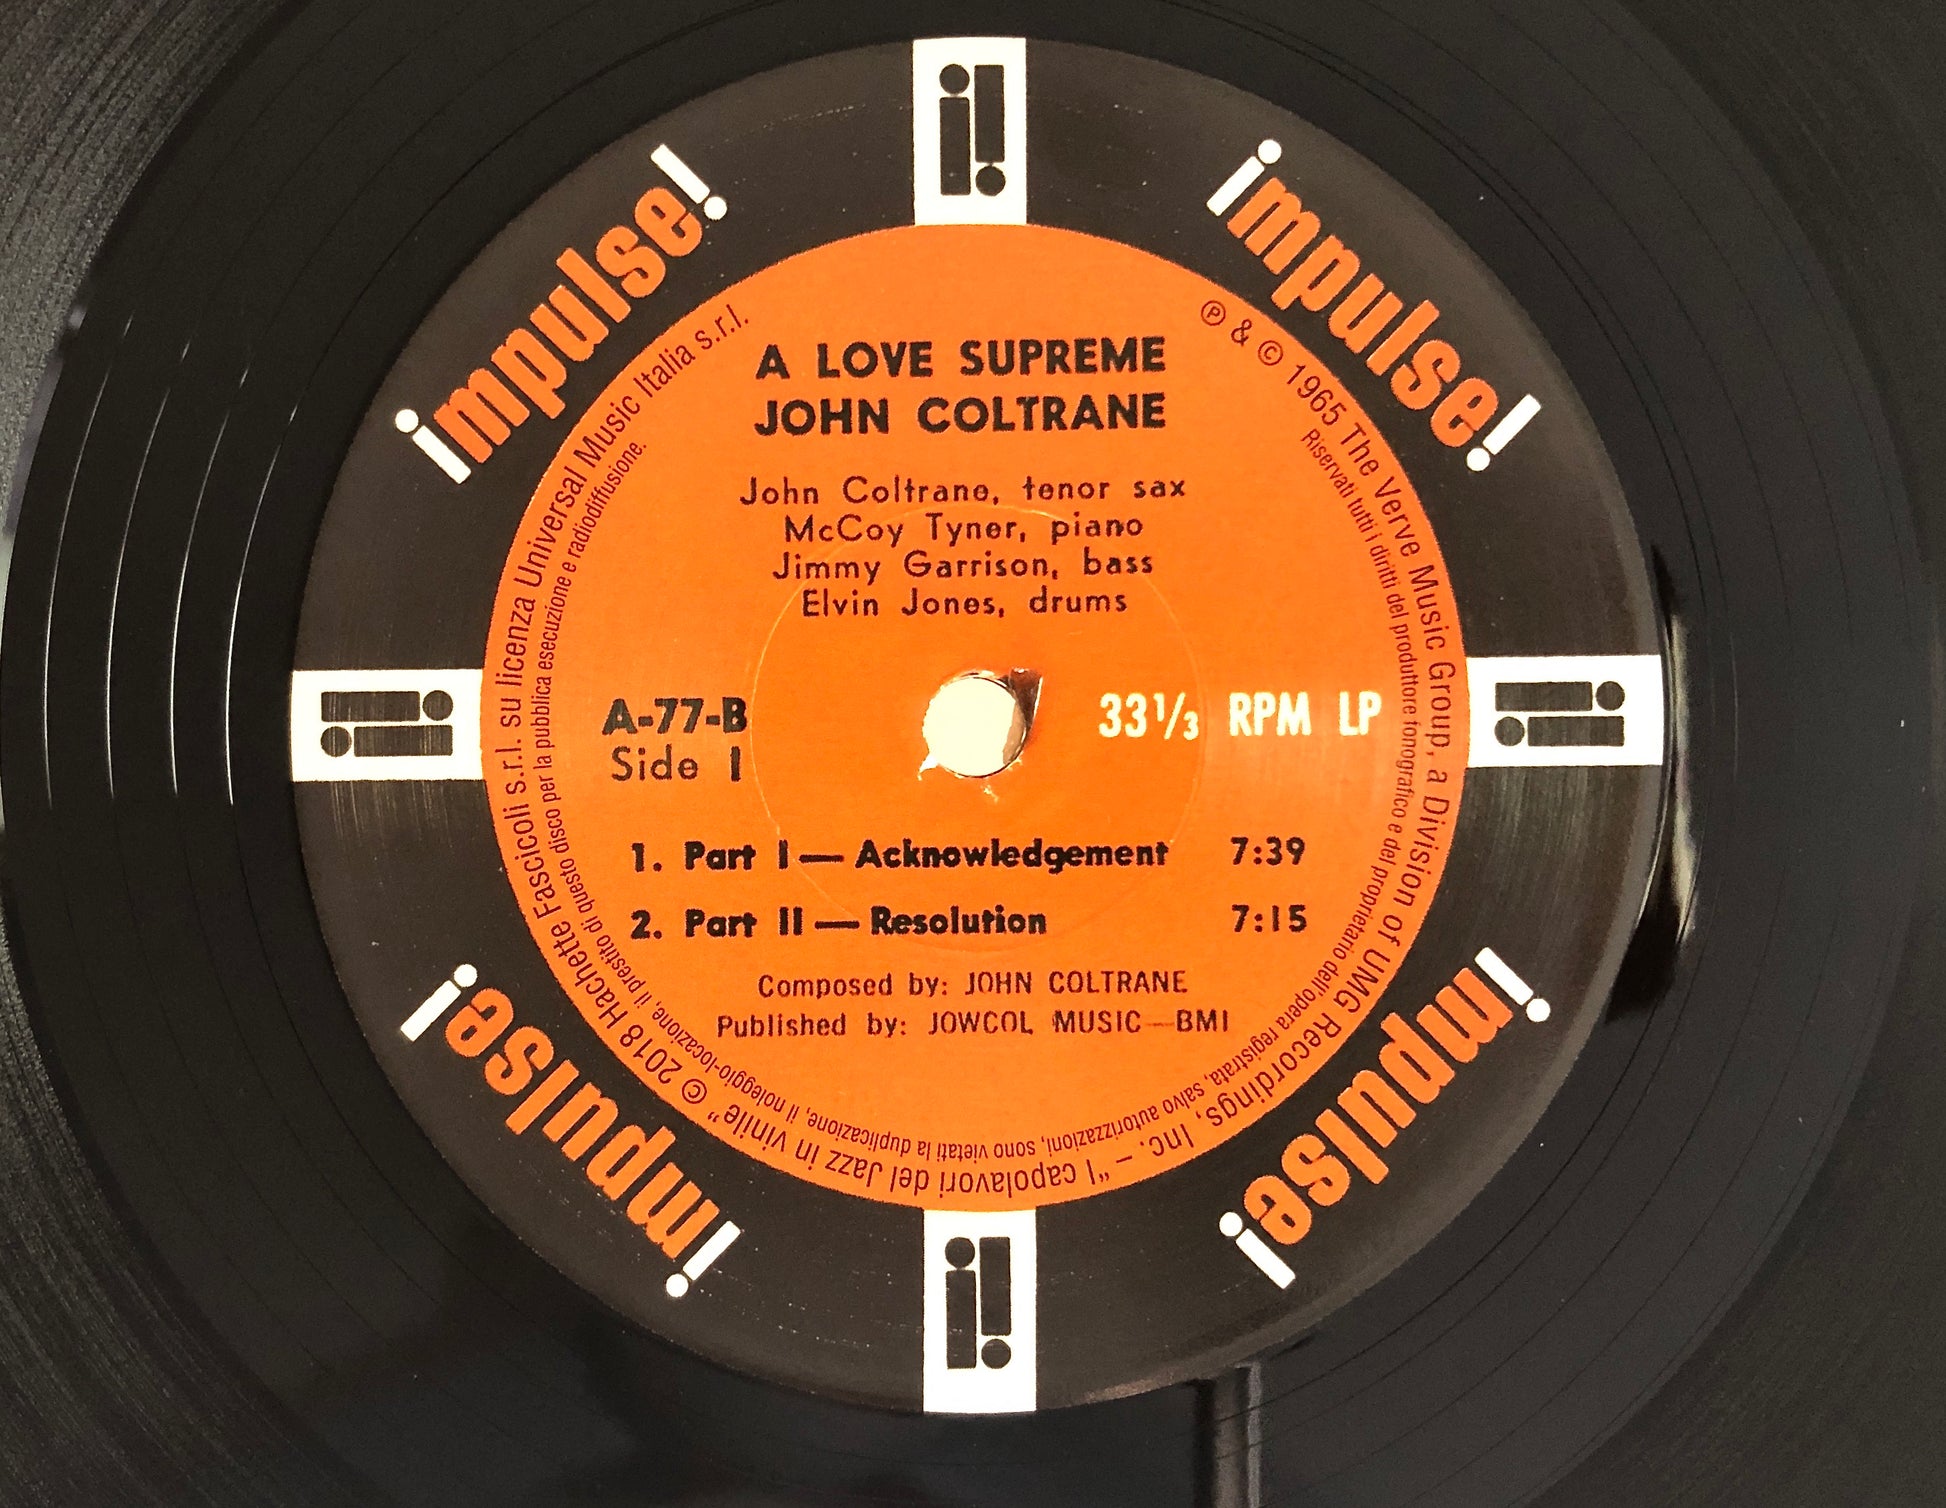 ¡mpulse!
¡mpulse!
¡mpulse!
¡mpulse!
A LOVE SUPREME
JOHN COLTRANE
John Coltrane, tenor sax
McCoy Tyner, piano
Jimmy Garrison, bass
Elvin Jones, drums
A-77-B
Side 1
33⅓ RPM LP
1. Part I — Acknowledgement 7:39
2. Part II — Resolution 7:15
Composed by: JOHN COLTRANE
Published by: JOWCOL MUSIC—BMI
℗ & © 1965 The Verve Music Group, a Division of UMG Recordings, Inc. – “I capolavori del Jazz in vinile” © 2018 Hachette Fascicoli s.r.l. su licenza Universal Music Italia s.r.l.
Riservati tutti i diritti del produttore fonografico e del proprietario dell'opera registrata, salvo autorizzazioni, sono vietati la duplicazione, il noleggio-locazione, il prestito di questo disco per la pubblica esecuzione e radiodiffusione.